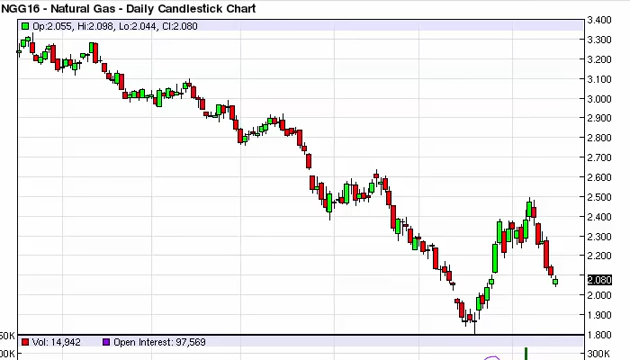 NGG16 - Natural Gas - Daily Candlestick Chart
Op:2.055, Hi:2.098, Lo:2.044, Cl:2.080
3.400
3.300
3.200
3.100
3.000
2.900
2.800
2.700
2.600
2.500
2.400
2.300
2.200
2.080
2.000
1.900
1.800
50K
Vol: 14,942
Open Interest: 97,569
300K